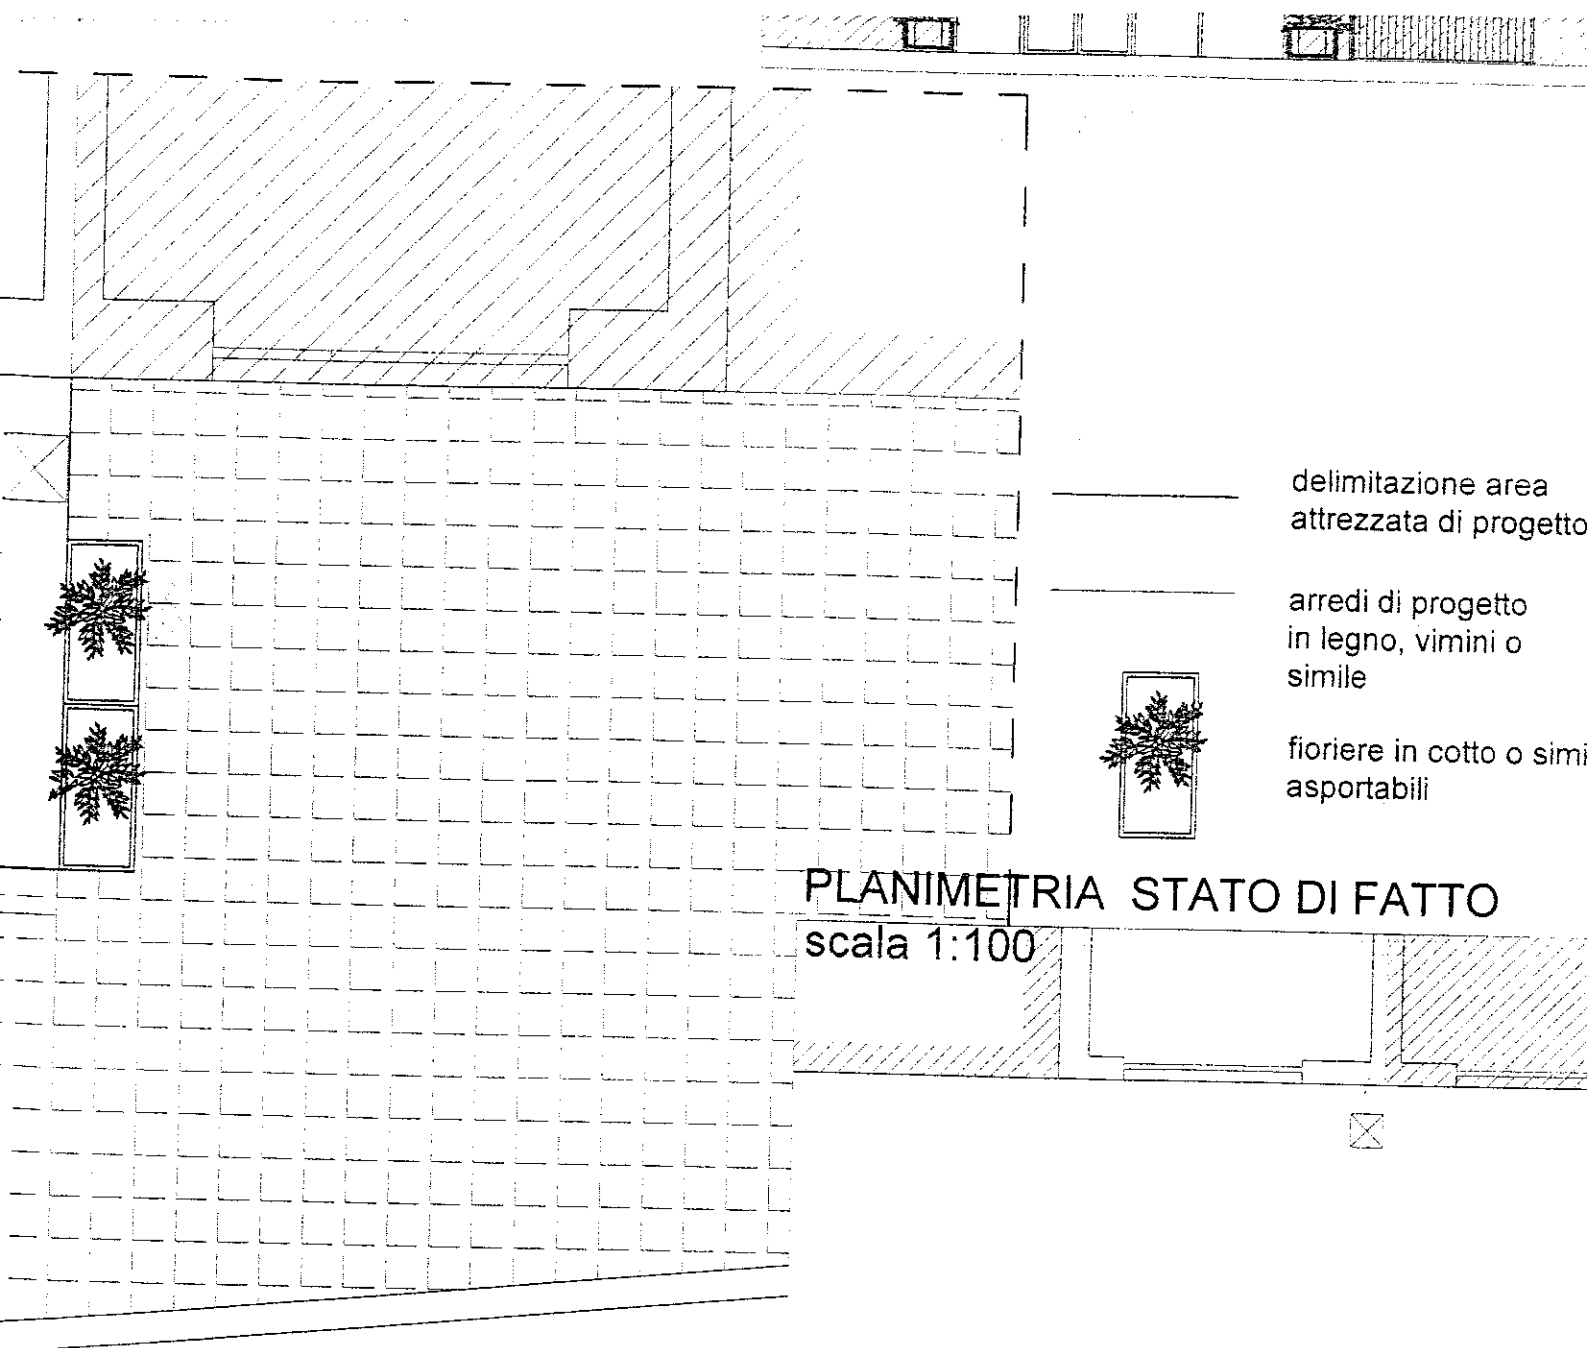 delimitazione area
attrezzata di progetto
arredi di progetto
in legno, vimini o
simile
fioriere in cotto o simi
asportabili
PLANIMETRIA STATO DI FATTO
scala 1:100